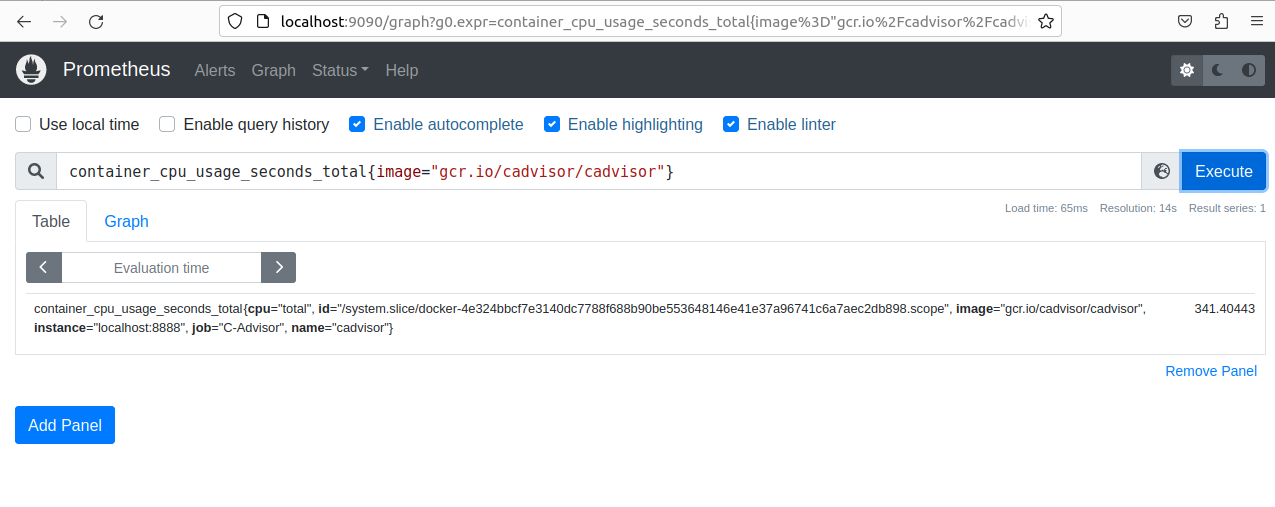 localhost:9090/graph?g0.expr=container_cpu_usage_seconds_total{image%3D"gcr.io%2Fcadvisor%2Fcadvi
Prometheus Alerts Graph Status Help
Use local time Enable query history Enable autocomplete Enable highlighting Enable linter
container_cpu_usage_seconds_total{image="gcr.io/cadvisor/cadvisor"} Execute
Table Graph Load time: 65ms Resolution: 14s Result series: 1
Evaluation time
container_cpu_usage_seconds_total{cpu="total", id="/system.slice/docker-4e324bbcf7e3140dc7788f688b90be553648146e41e37a96741c6a7aec2db898.scope", image="gcr.io/cadvisor/cadvisor", 341.40443
instance="localhost:8888", job="C-Advisor", name="cadvisor"}
Remove Panel
Add Panel